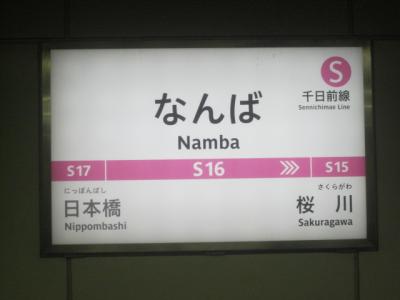 S
千日前線
Sennichimae Line
なんば
Namba
S17 S16 S15
にっぽんばし
日本橋
Nippombashi
さくらがわ
桜川
Sakuragawa